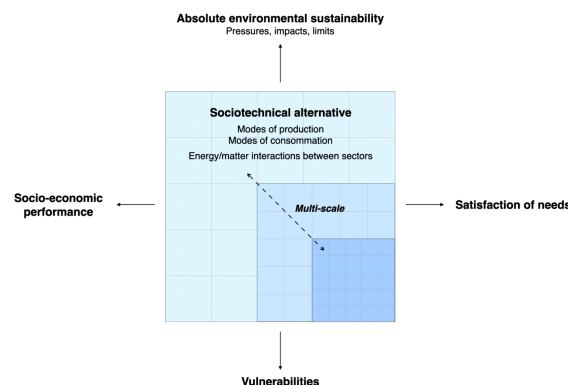 Absolute environmental sustainability
Pressures, impacts, limits
Sociotechnical alternative
Modes of production
Modes of consommation
Energy/matter interactions between sectors
Multi-scale
Socio-economic
performance
Satisfaction of needs
Vulnerabilities